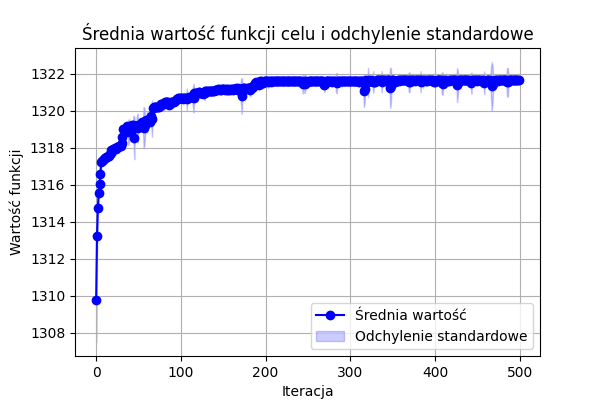 Średnia wartość funkcji celu i odchylenie standardowe
Wartość funkcji
1322
1320
1318
1316
1314
1312
1310
1308
0
100
200
300
400
500
Iteracja
Średnia wartość
Odchylenie standardowe